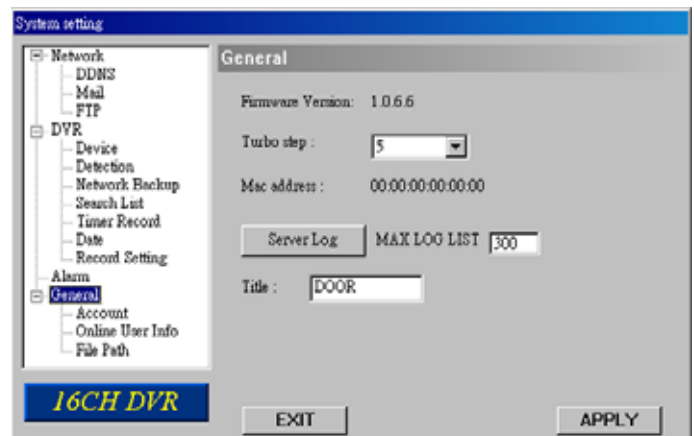 System setting
Network
DDNS
Mail
FTP
DVR
Device
Detection
Network Backup
Search List
Timer Record
Date
Record Setting
Alarm
General
Account
Online User Info
File Path
16CH DVR
General
Firmware Version: 1.0.6.6
Turbo step : 5
Mac address : 00:00:00:00:00:00
Server Log MAX LOG LIST 300
Title : DOOR
EXIT APPLY